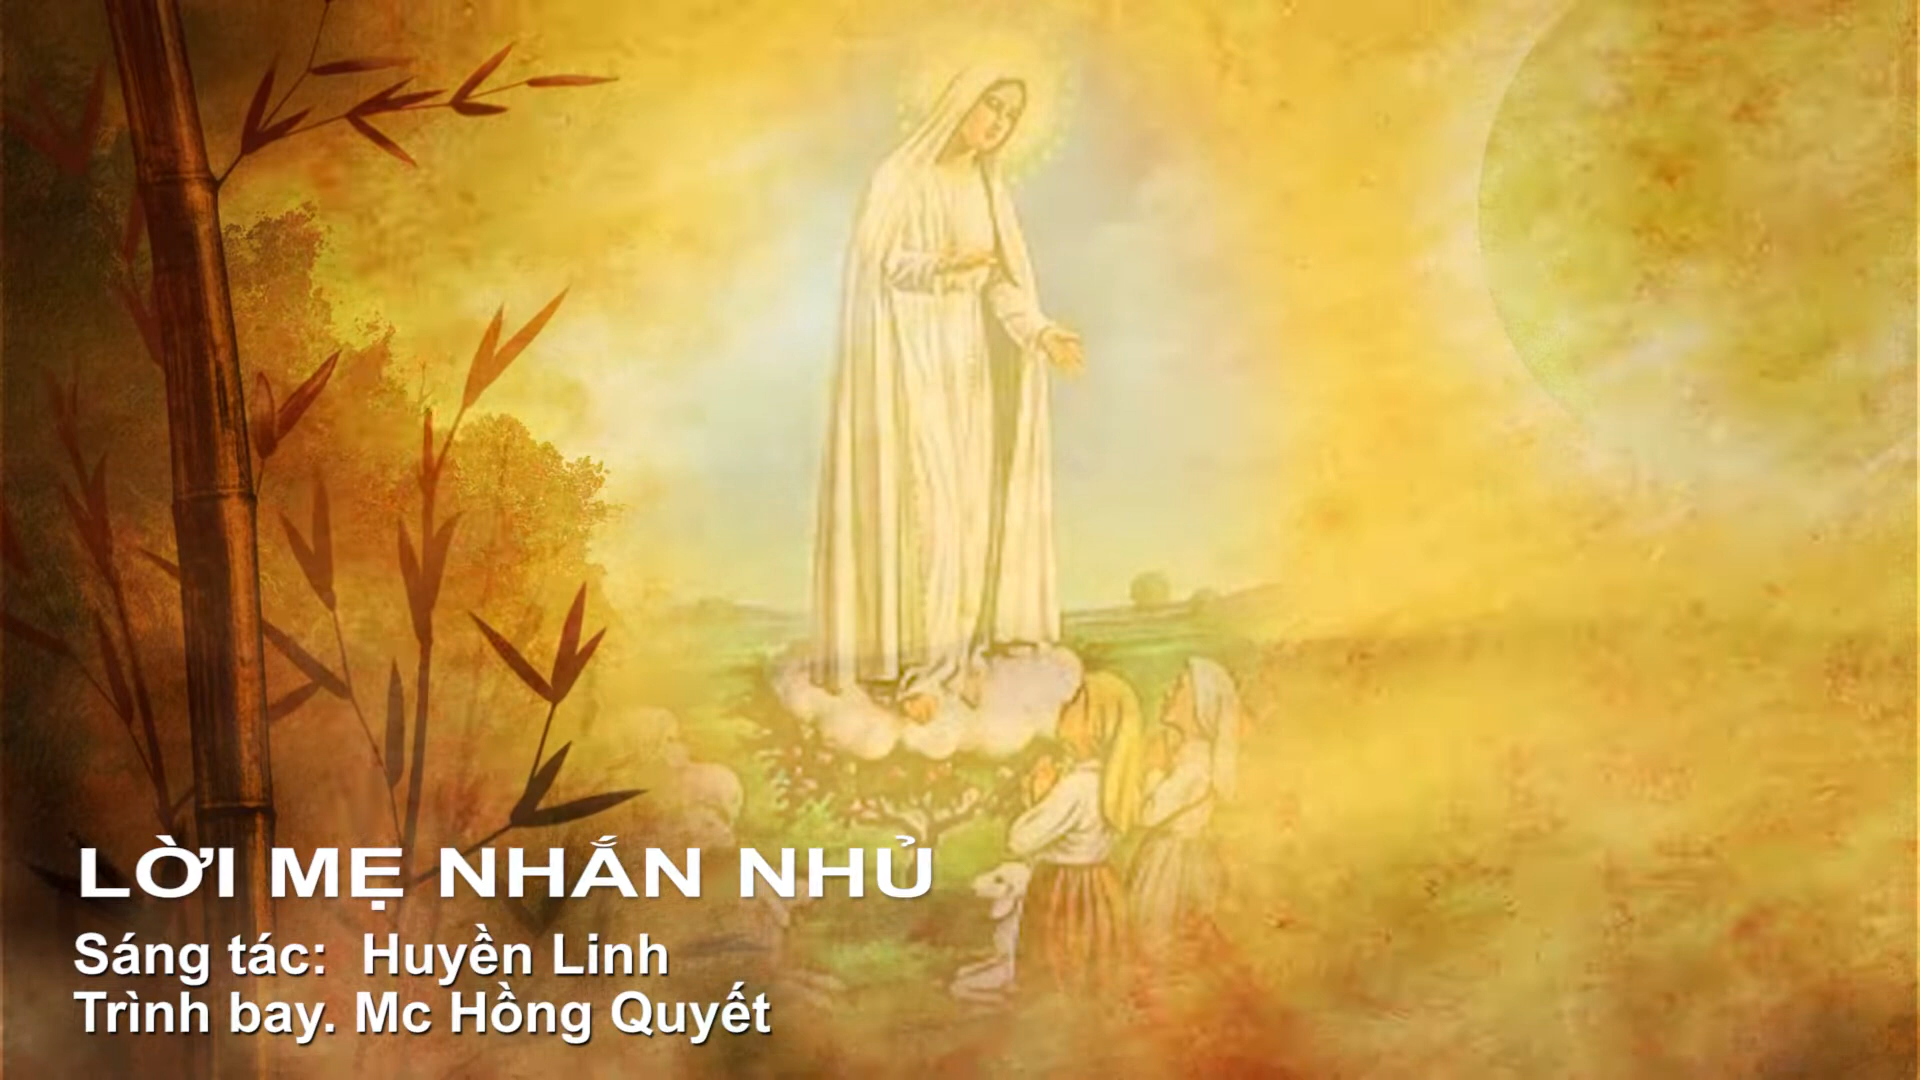 LỜI MẸ NHẮN NHỦ
Sáng tác:  Huyền Linh
Trình bay. Mc Hồng Quyết